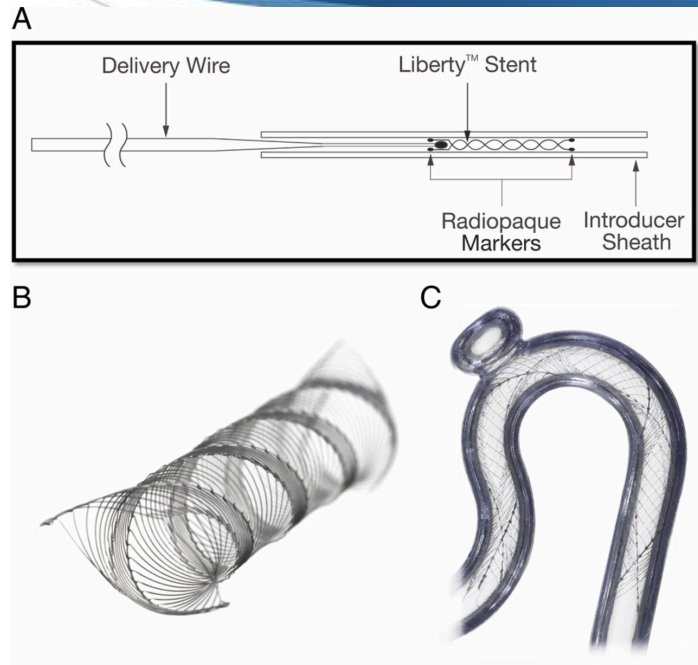 A
Delivery Wire
Liberty™ Stent
Radiopaque
Markers
Introducer
Sheath
B
C